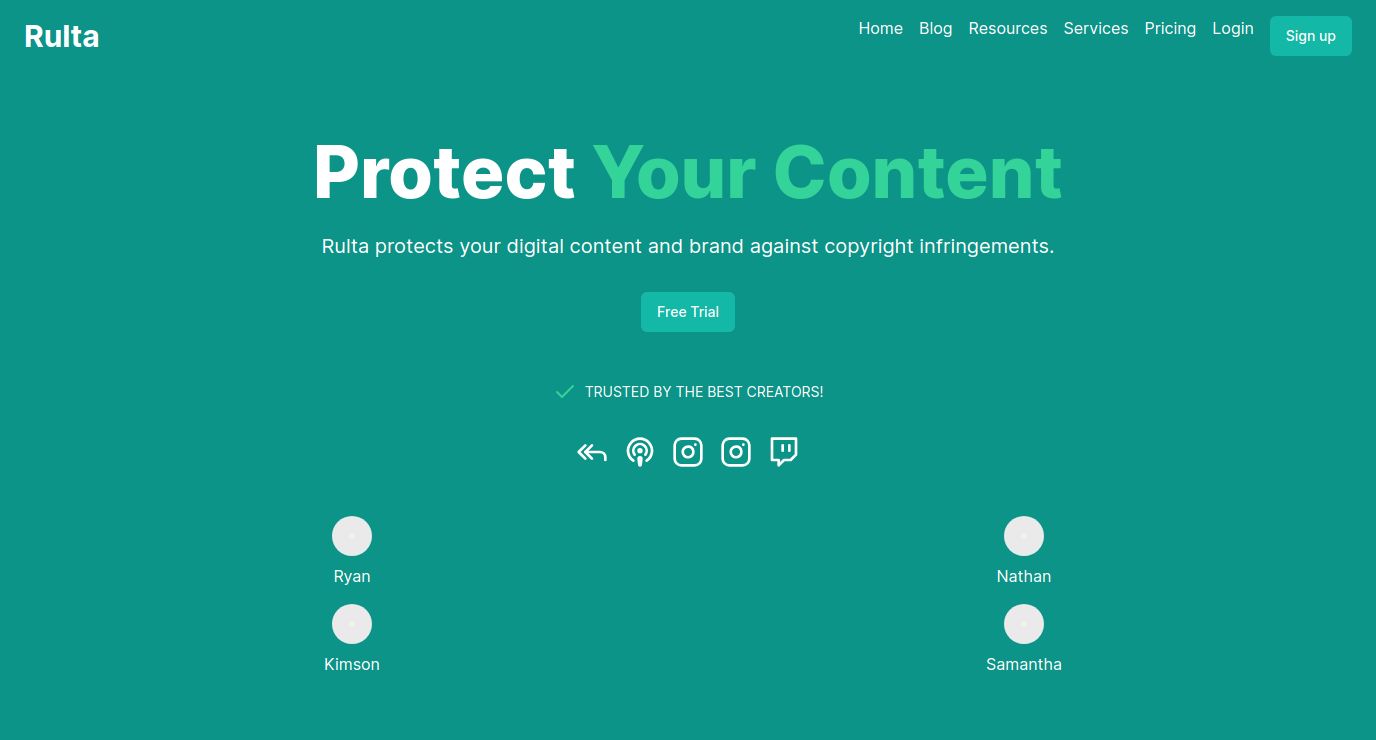 Rulta
Home Blog Resources Services Pricing Login Sign up
Protect Your Content
Rulta protects your digital content and brand against copyright infringements.
Free Trial
TRUSTED BY THE BEST CREATORS!
Ryan
Nathan
Kimson
Samantha